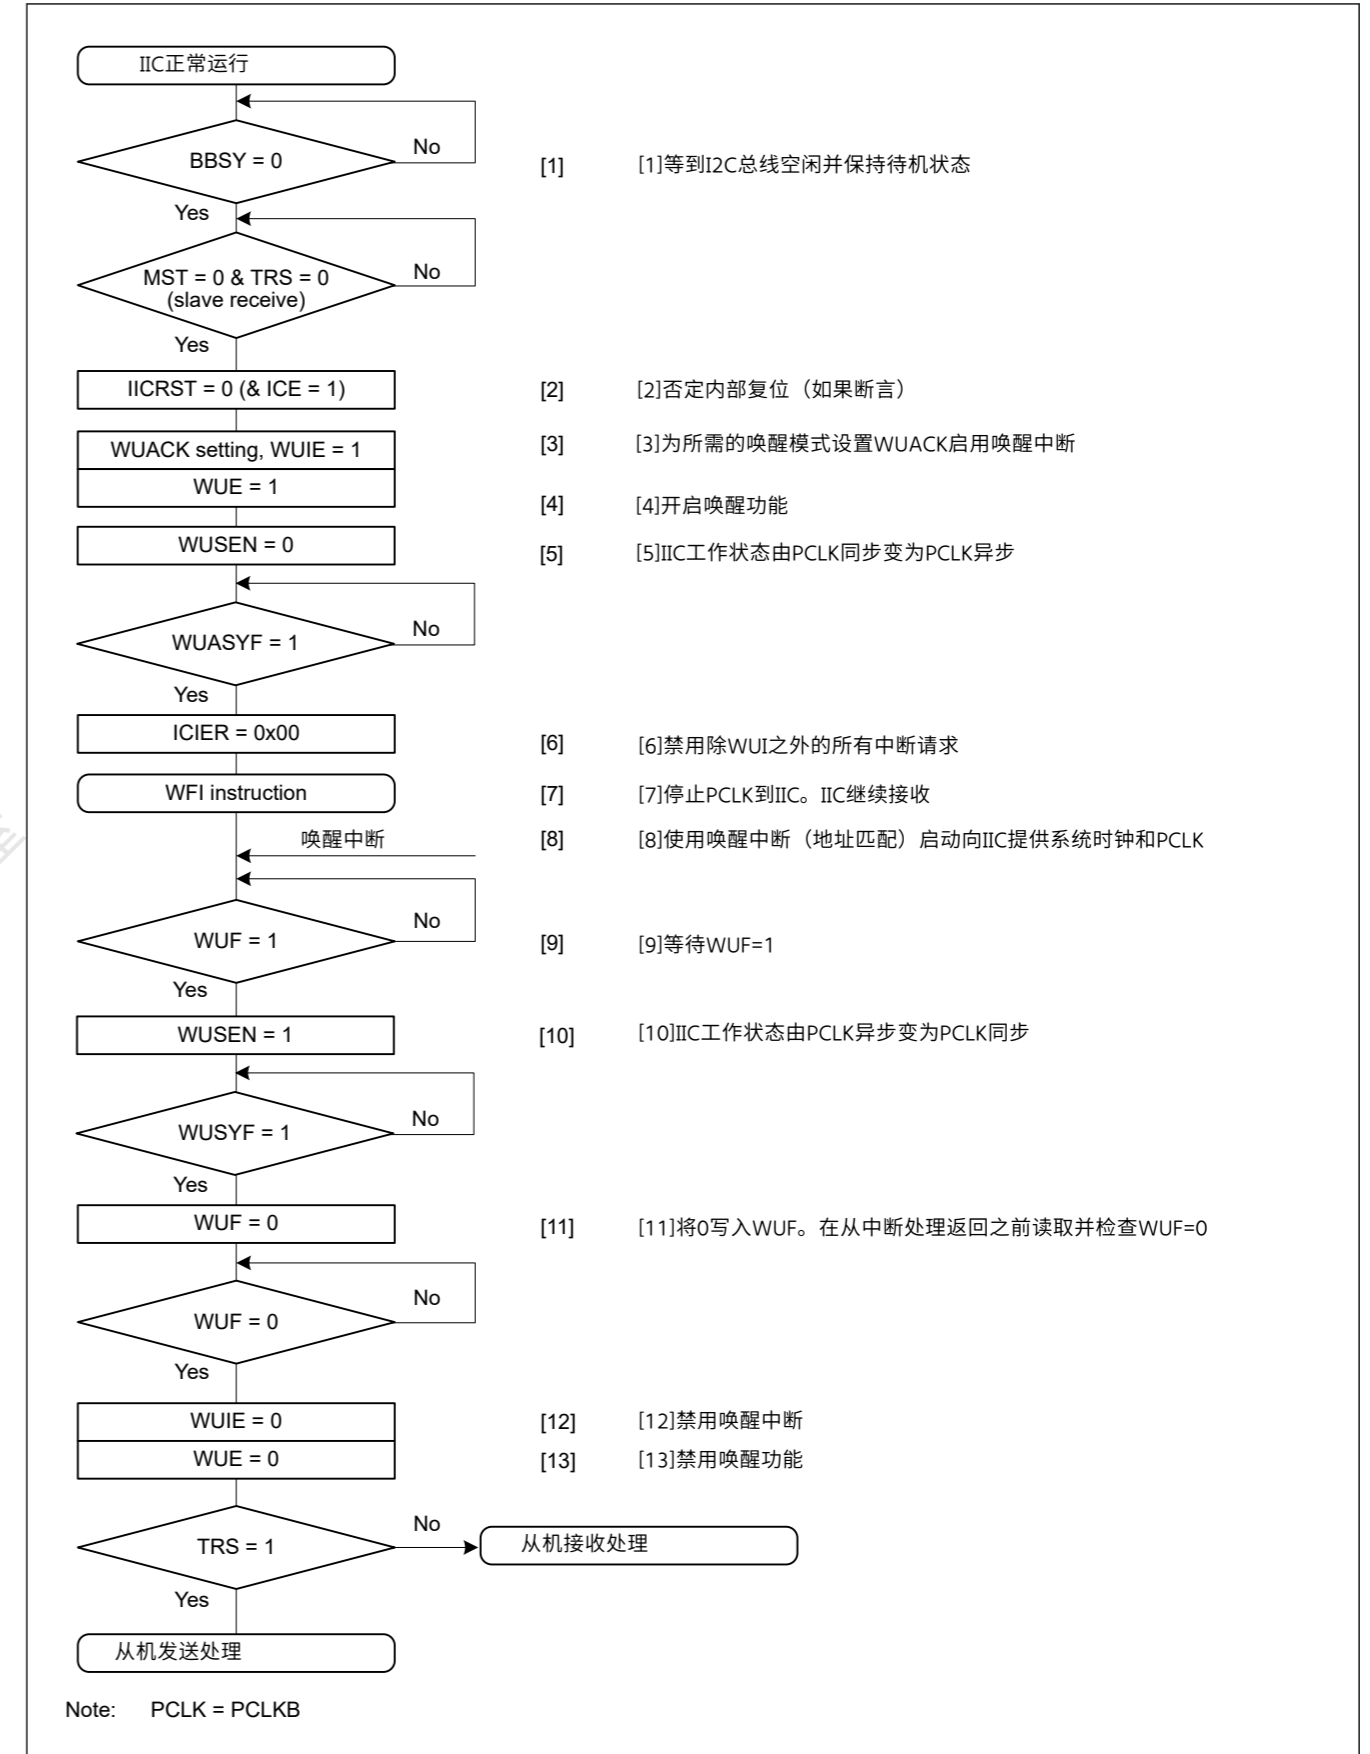 IIC正常运行
BBSY = 0
No
[1] [1]等到I2C总线空闲并保持待机状态
Yes
MST = 0 & TRS = 0
(slave receive)
No
Yes
IICRST = 0 (& ICE = 1)
[2] [2]否定内部复位（如果断言）
WUACK setting, WUIE = 1
[3] [3]为所需的唤醒模式设置WUACK启用唤醒中断
WUE = 1
[4] [4]开启唤醒功能
WUSEN = 0
[5] [5]IIC工作状态由PCLK同步变为PCLK异步
WUASYF = 1
No
Yes
ICIER = 0x00
[6] [6]禁用除WUI之外的所有中断请求
WFI instruction
[7] [7]停止PCLK到IIC。IIC继续接收
唤醒中断
[8] [8]使用唤醒中断（地址匹配）启动向IIC提供系统时钟和PCLK
WUF = 1
No
[9] [9]等待WUF=1
Yes
WUSEN = 1
[10] [10]IIC工作状态由PCLK异步变为PCLK同步
WUSYF = 1
No
Yes
WUF = 0
[11] [11]将0写入WUF。在从中断处理返回之前读取并检查WUF=0
WUF = 0
No
Yes
WUIE = 0
[12] [12]禁用唤醒中断
WUE = 0
[13] [13]禁用唤醒功能
TRS = 1
No
从机接收处理
Yes
从机发送处理
Note: PCLK = PCLKB